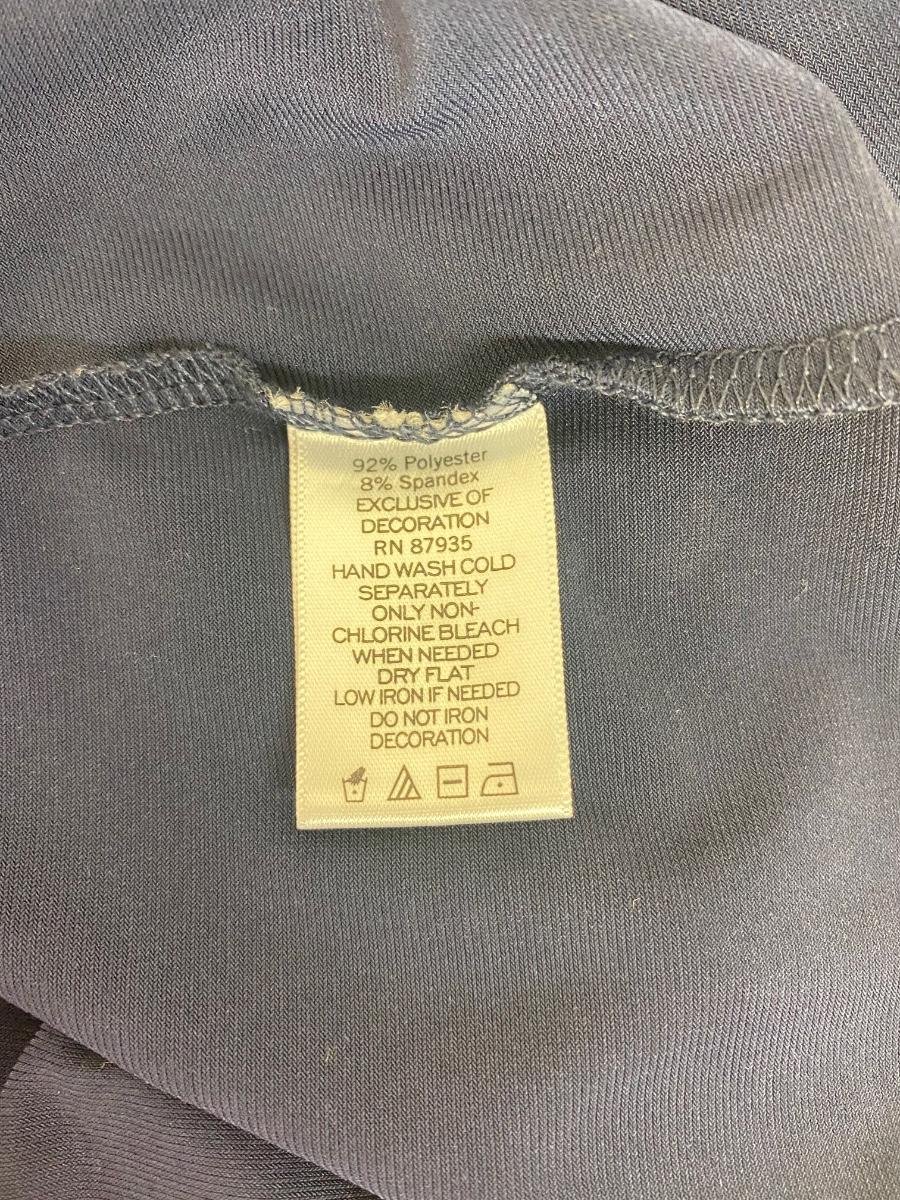 92% Polyester
8% Spandex
EXCLUSIVE OF
DECORATION
RN 87935
HAND WASH COLD
SEPARATELY
ONLY NON-
CHLORINE BLEACH
WHEN NEEDED
DRY FLAT
LOW IRON IF NEEDED
DO NOT IRON
DECORATION